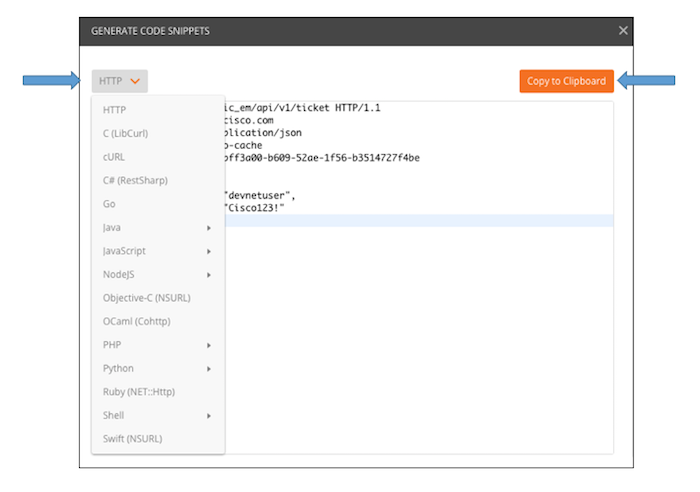 GENERATE CODE SNIPPETS
HTTP
Copy to Clipboard
HTTP
C (LibCurl)
cURL
C# (RestSharp)
Go
Java
JavaScript
NodeJS
Objective-C (NSURL)
OCaml (Cohttp)
PHP
Python
Ruby (NET::Http)
Shell
Swift (NSURL)
ic_em/api/v1/ticket HTTP/1.1
cisco.com
plication/json
o-cache
off3a00-b609-52ae-1f56-b3514727f4be
"devnetuser",
"Cisco123!"